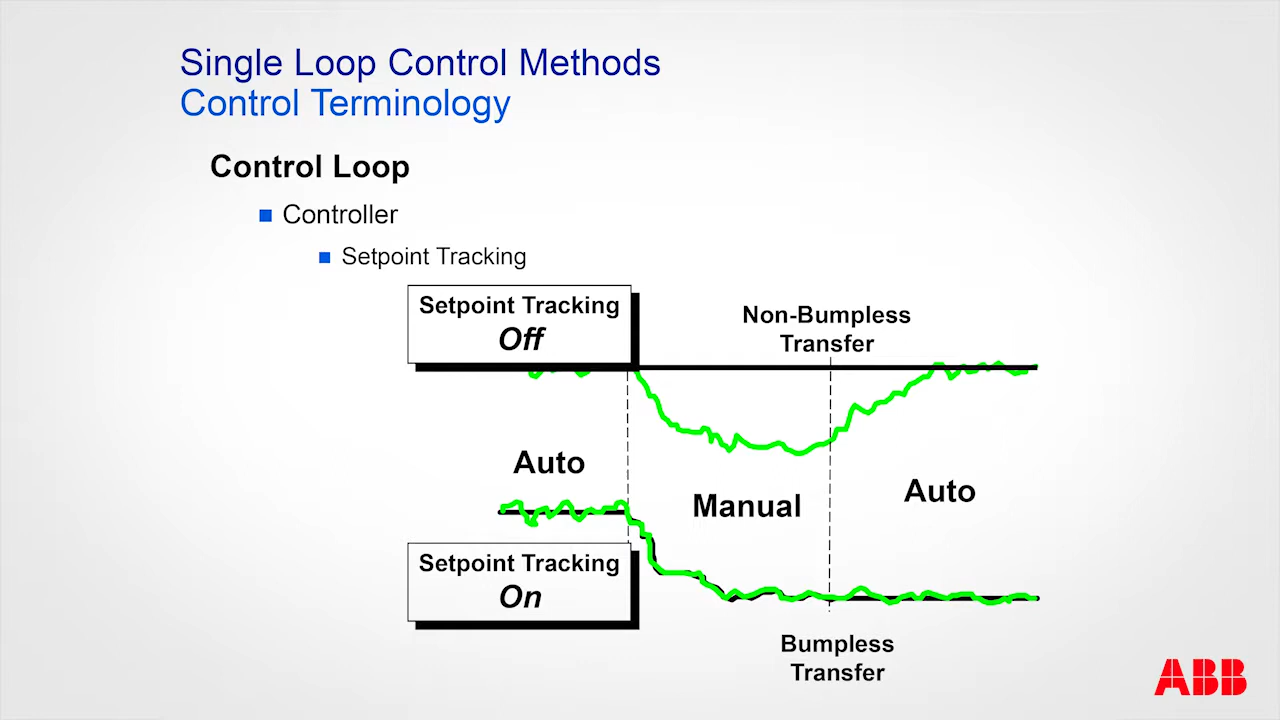 Single Loop Control Methods
Control Terminology
Control Loop
Controller
Setpoint Tracking
Setpoint Tracking
Off
Non-Bumpless
Transfer
Auto
Manual
Auto
Setpoint Tracking
On
Bumpless
Transfer
ABB